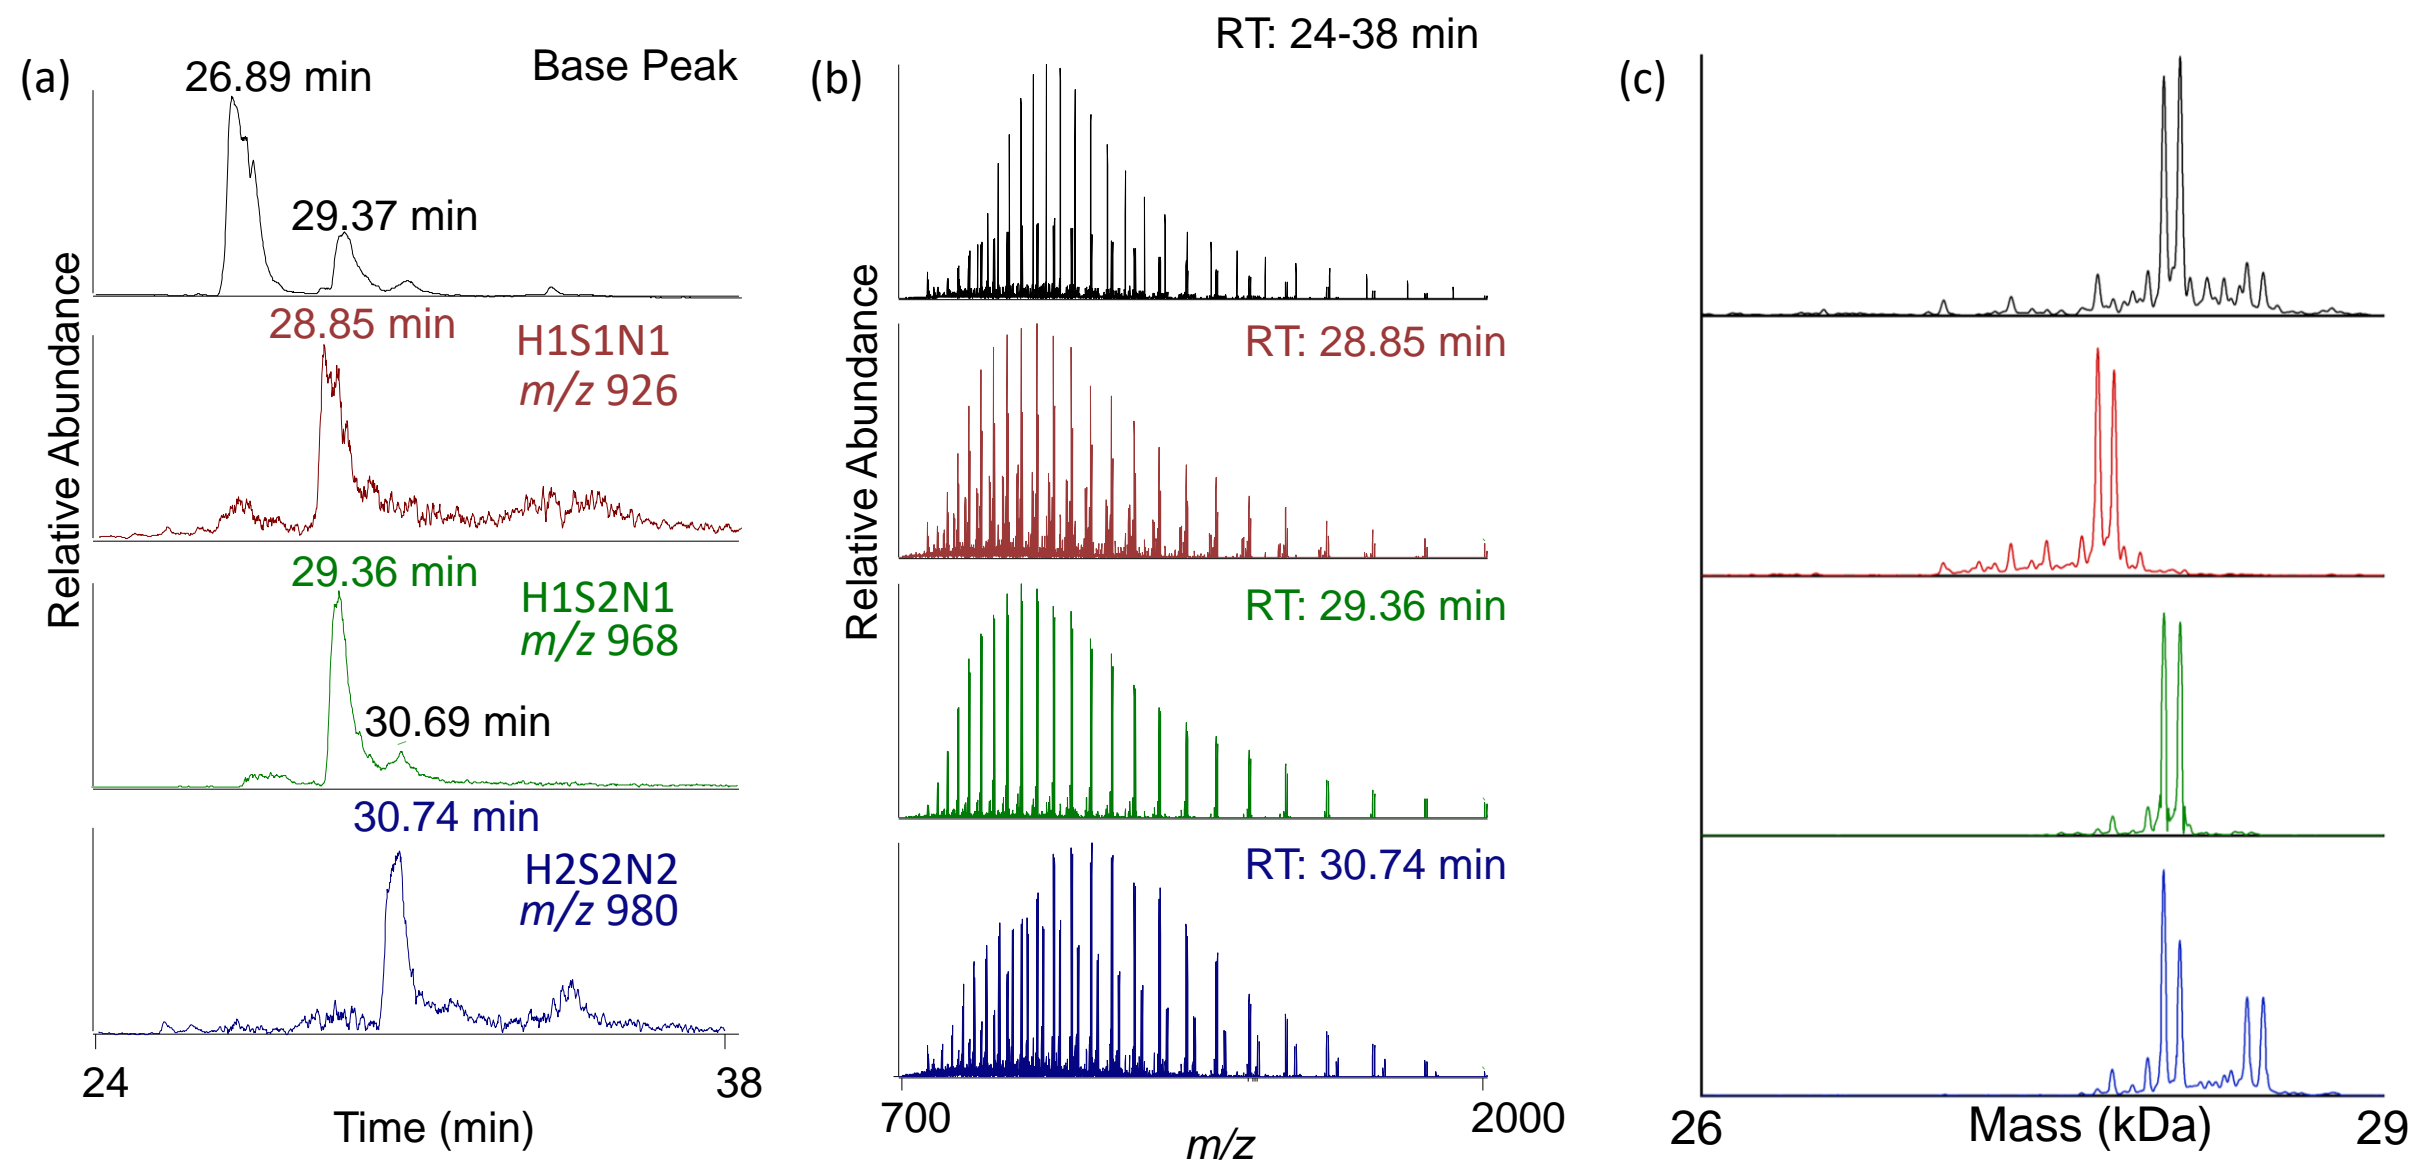 (a)
26.89 min
Base Peak
29.37 min
28.85 min
H1S1N1
m/z 926
29.36 min
H1S2N1
m/z 968
30.69 min
30.74 min
H2S2N2
m/z 980
Relative Abundance
24
38
Time (min)
(b)
RT: 24-38 min
RT: 28.85 min
RT: 29.36 min
RT: 30.74 min
Relative Abundance
700
2000
m/z
(c)
26
Mass (kDa)
29